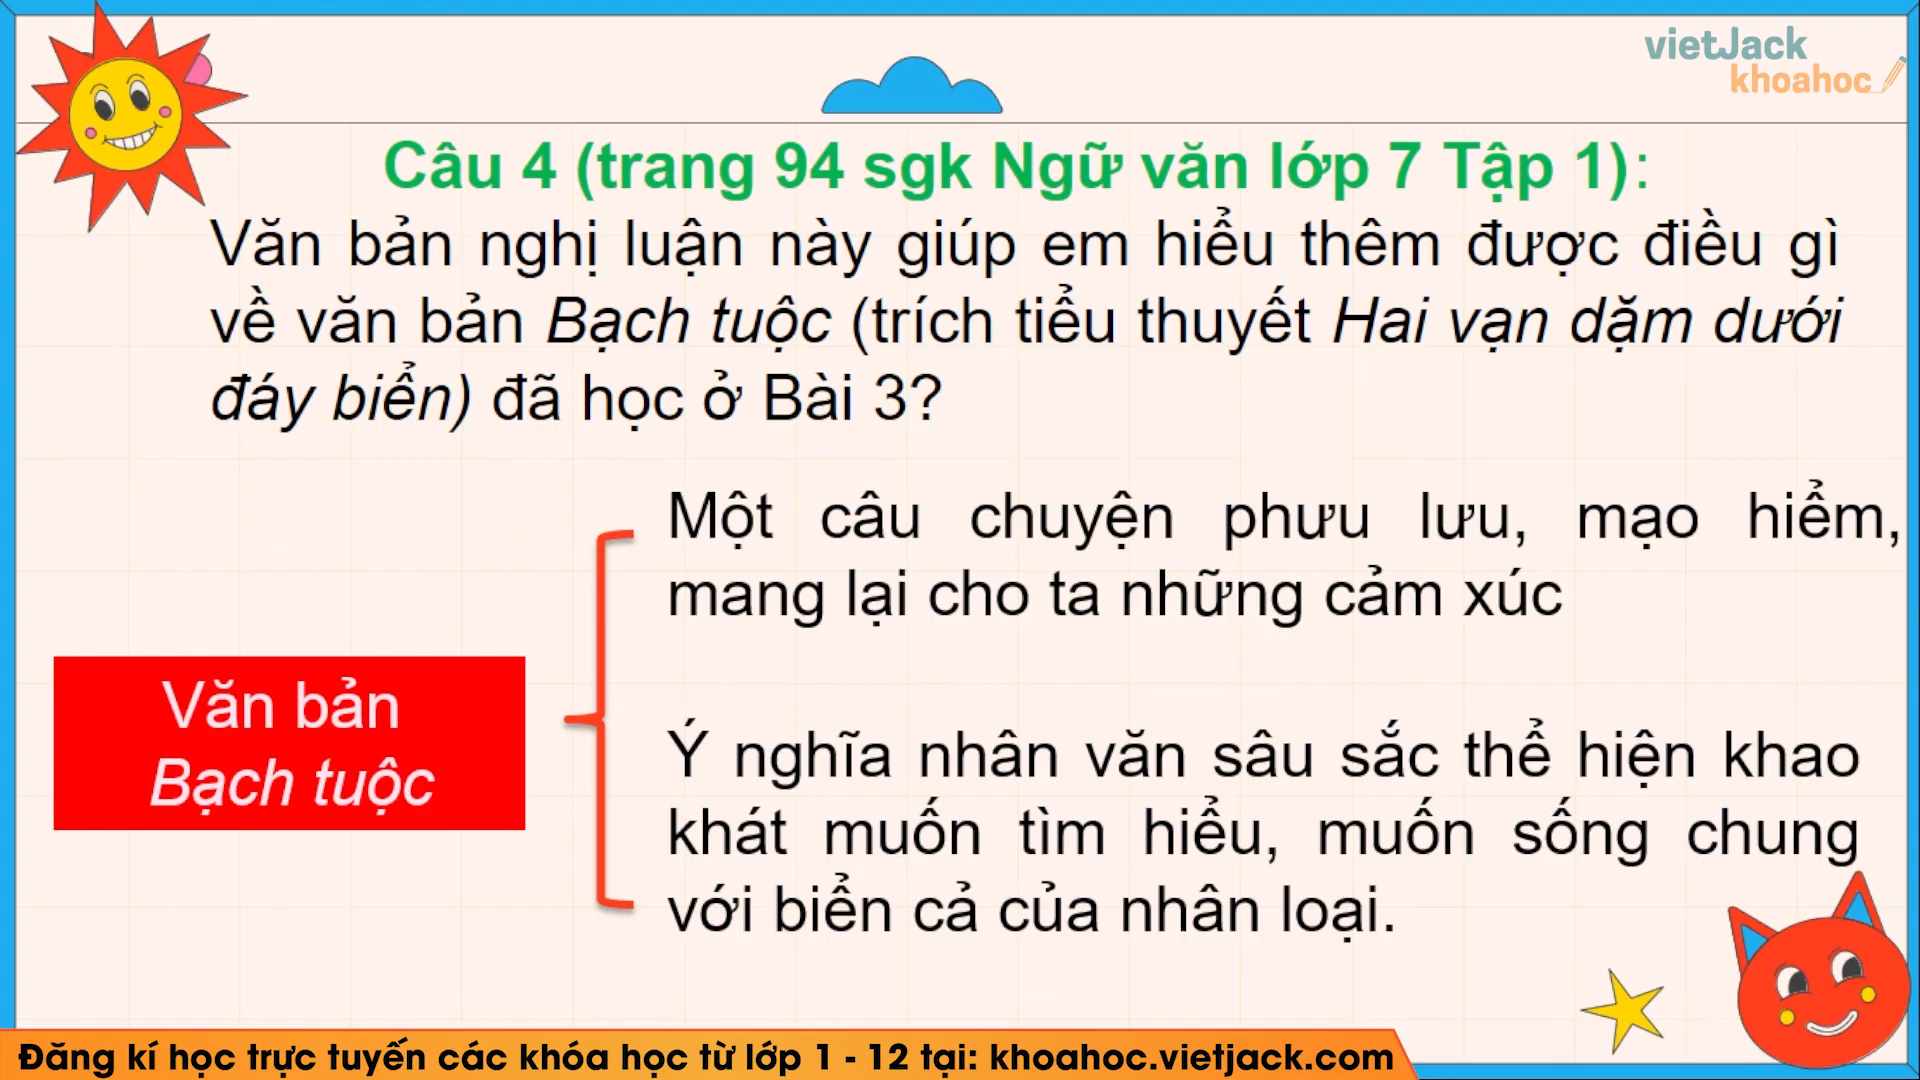 vietJack
khoahoc
Câu 4 (trang 94 sgk Ngữ văn lớp 7 Tập 1):
Văn bản nghị luận này giúp em hiểu thêm được điều gì
về văn bản Bạch tuộc (trích tiểu thuyết Hai vạn dặm dưới
đáy biển) đã học ở Bài 3?
Một câu chuyện phưu lưu, mạo hiểm,
mang lại cho ta những cảm xúc
Văn bản
Bạch tuộc
Ý nghĩa nhân văn sâu sắc thể hiện khao
khát muốn tìm hiểu, muốn sống chung
với biển cả của nhân loại.
Đăng kí học trực tuyến các khóa học từ lớp 1 - 12 tại: khoahoc.vietjack.com